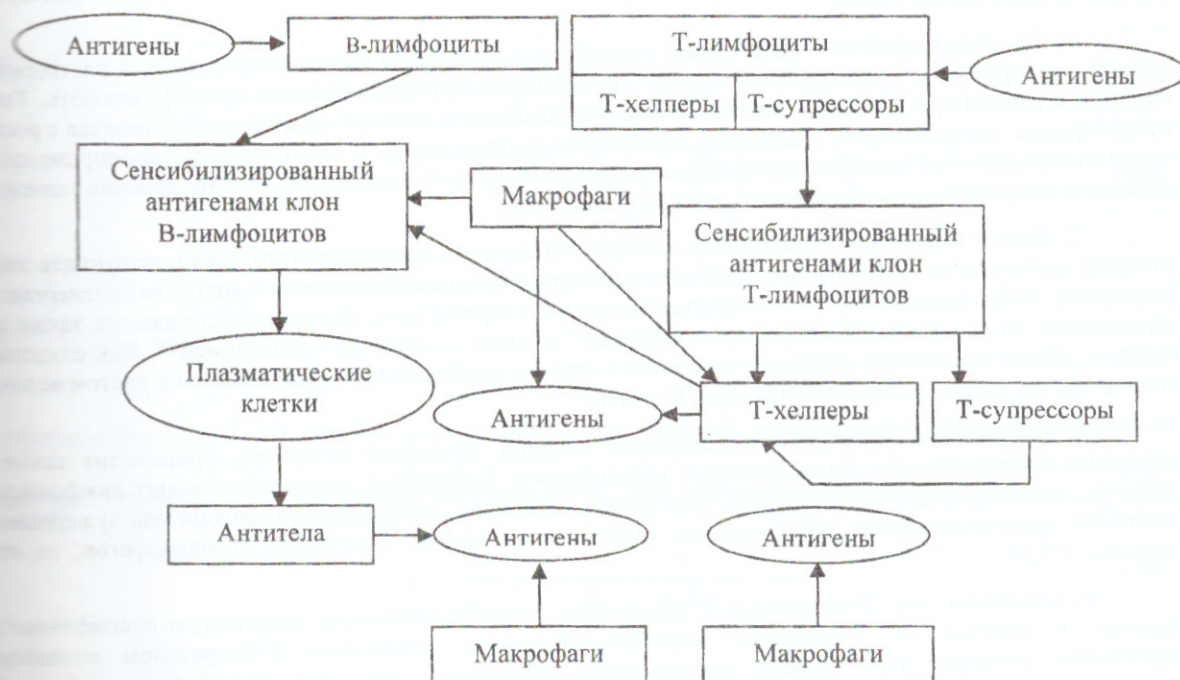 Антигены
В-лимфоциты
Т-лимфоциты
Т-хелперы
Т-супрессоры
Антигены
Сенсибилизированный
антигенами клон
В-лимфоцитов
Макрофаги
Сенсибилизированный
антигенами клон
Т-лимфоцитов
Плазматические
клетки
Антигены
Т-хелперы
Т-супрессоры
Антитела
Антигены
Антигены
Макрофаги
Макрофаги